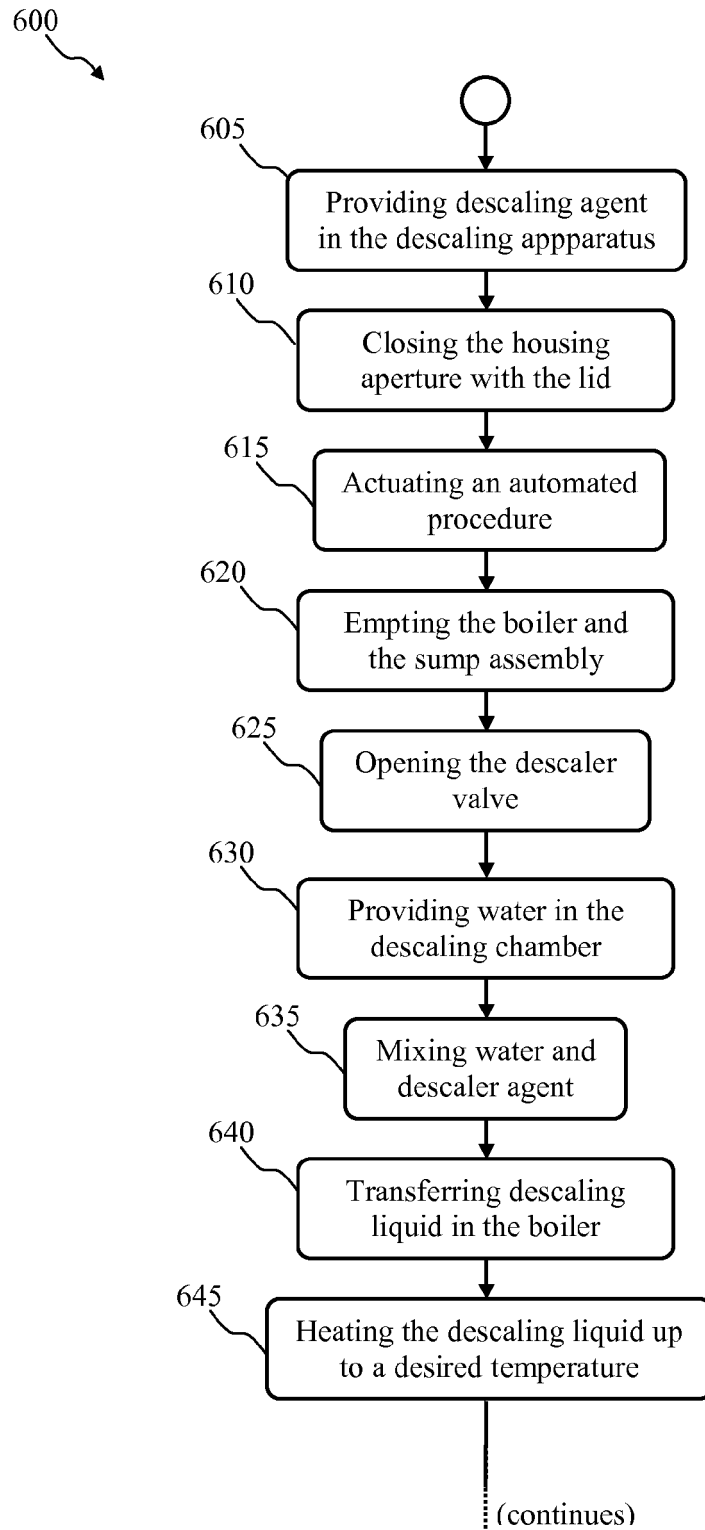 600
605
Providing descaling agent
in the descaling appparatus
610
Closing the housing
aperture with the lid
615
Actuating an automated
procedure
620
Empting the boiler and
the sump assembly
625
Opening the descaler
valve
630
Providing water in the
descaling chamber
635
Mixing water and
descaler agent
640
Transferring descaling
liquid in the boiler
645
Heating the descaling liquid up
to a desired temperature
(continues)